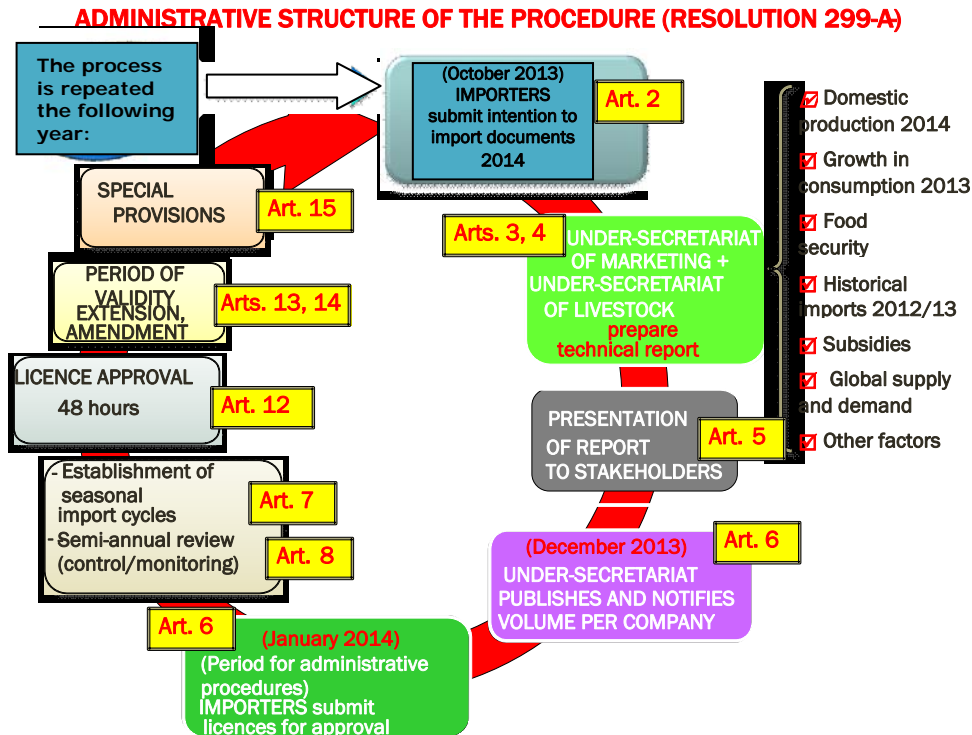 ADMINISTRATIVE STRUCTURE OF THE PROCEDURE (RESOLUTION 299-A)
The process
is repeated
the following
year:
(October 2013)
IMPORTERS
submit intention to
import documents
2014
Art. 2
Arts. 3, 4
UNDER-SECRETARIAT
OF MARKETING +
UNDER-SECRETARIAT
OF LIVESTOCK
prepare
technical report
Domestic
production 2014
Growth in
consumption 2013
Food
security
Historical
imports 2012/13
Subsidies
Global supply
and demand
Other factors
PRESENTATION
OF REPORT
TO STAKEHOLDERS
Art. 5
(December 2013)
UNDER-SECRETARIAT
PUBLISHES AND NOTIFIES
VOLUME PER COMPANY
Art. 6
Art. 6
(January 2014)
(Period for administrative
procedures)
IMPORTERS submit
licences for approval
- Establishment of
seasonal
import cycles
- Semi-annual review
(control/monitoring)
Art. 7
Art. 8
LICENCE APPROVAL
48 hours
Art. 12
PERIOD OF
VALIDITY
EXTENSION,
AMENDMENT
Arts. 13, 14
SPECIAL
PROVISIONS
Art. 15